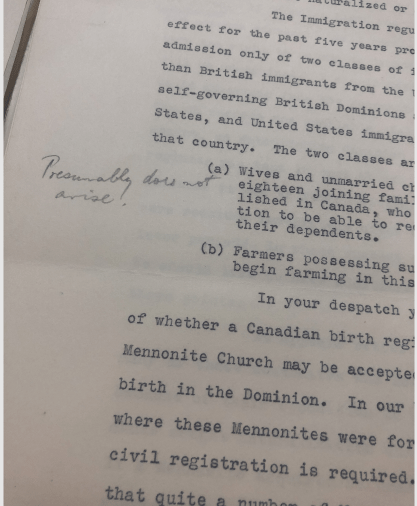 naturalized or
The Immigration regu
effect for the past five years pro
admission only of two classes of i
than British immigrants from the
self-governing British Dominions
States, and United States immigra
that country. The two classes ar
(a) Wives and unmarried ch
eighteen joining famil
lished in Canada, who
tion to be able to re
their dependents.
Presumably does not
arise.
(b) Farmers possessing su
begin farming in this
In your despatch y
of whether a Canadian birth regi
Mennonite Church may be accepte
birth in the Dominion. In our
where these Mennonites were for
civil registration is required.
that quite a number of